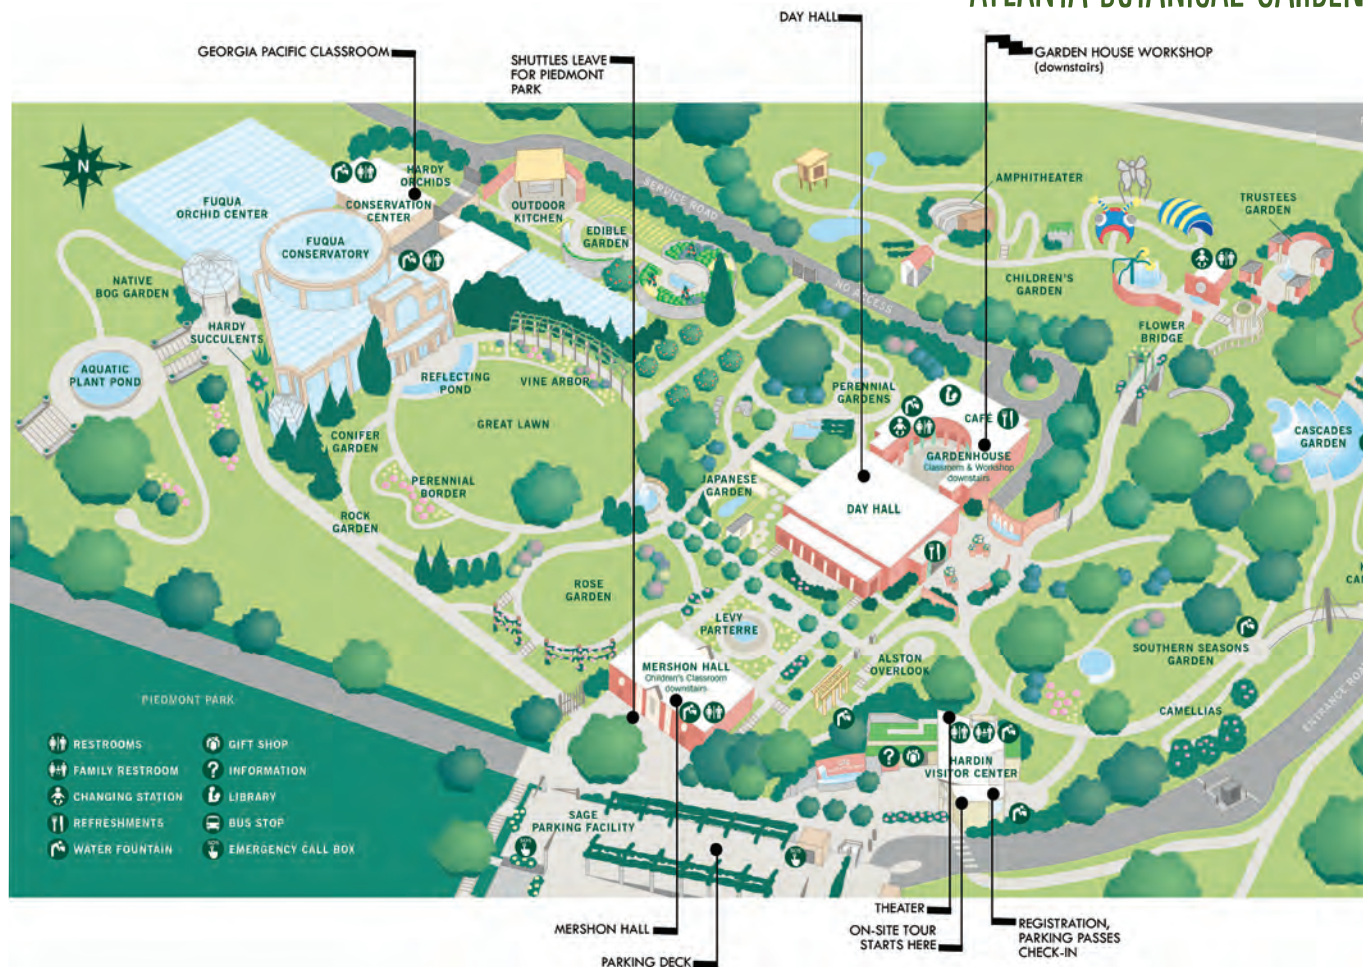 ATLANTA BOTANICAL GARDEN
DAY HALL
GEORGIA PACIFIC CLASSROOM
SHUTTLES LEAVE
FOR PIEDMONT
PARK
GARDEN HOUSE WORKSHOP
(downstairs)
N
HARDY
ORCHIDS
FUQUA
ORCHID CENTER
CONSERVATION
CENTER
OUTDOOR
KITCHEN
SERVICE ROAD
AMPHITHEATER
TRUSTEES
GARDEN
FUQUA
CONSERVATORY
EDIBLE
GARDEN
NATIVE
BOG GARDEN
NO ACCESS
CHILDREN'S
GARDEN
HARDY
SUCCULENTS
FLOWER
BRIDGE
AQUATIC
PLANT POND
REFLECTING
POND
VINE ARBOR
PERENNIAL
GARDENS
GREAT LAWN
CAFÉ
CASCADES
GARDEN
CONIFER
GARDEN
GARDENHOUSE
Classroom & Workshop
downstairs
PERENNIAL
BORDER
JAPANESE
GARDEN
DAY HALL
ROCK
GARDEN
ROSE
GARDEN
LEVY
PARTERRE
SOUTHERN SEASONS
GARDEN
MERSHON HALL
Children's Classroom
downstairs
ALSTON
OVERLOOK
PIEDMONT PARK
CAMELLIAS
ENTRANCE ROAD
RESTROOMS
FAMILY RESTROOM
CHANGING STATION
REFRESHMENTS
WATER FOUNTAIN
GIFT SHOP
? INFORMATION
LIBRARY
BUS STOP
EMERGENCY CALL BOX
?
HARDIN
VISITOR CENTER
SAGE
PARKING FACILITY
THEATER
MERSHON HALL
ON-SITE TOUR
STARTS HERE
REGISTRATION,
PARKING PASSES
CHECK-IN
PARKING DECK